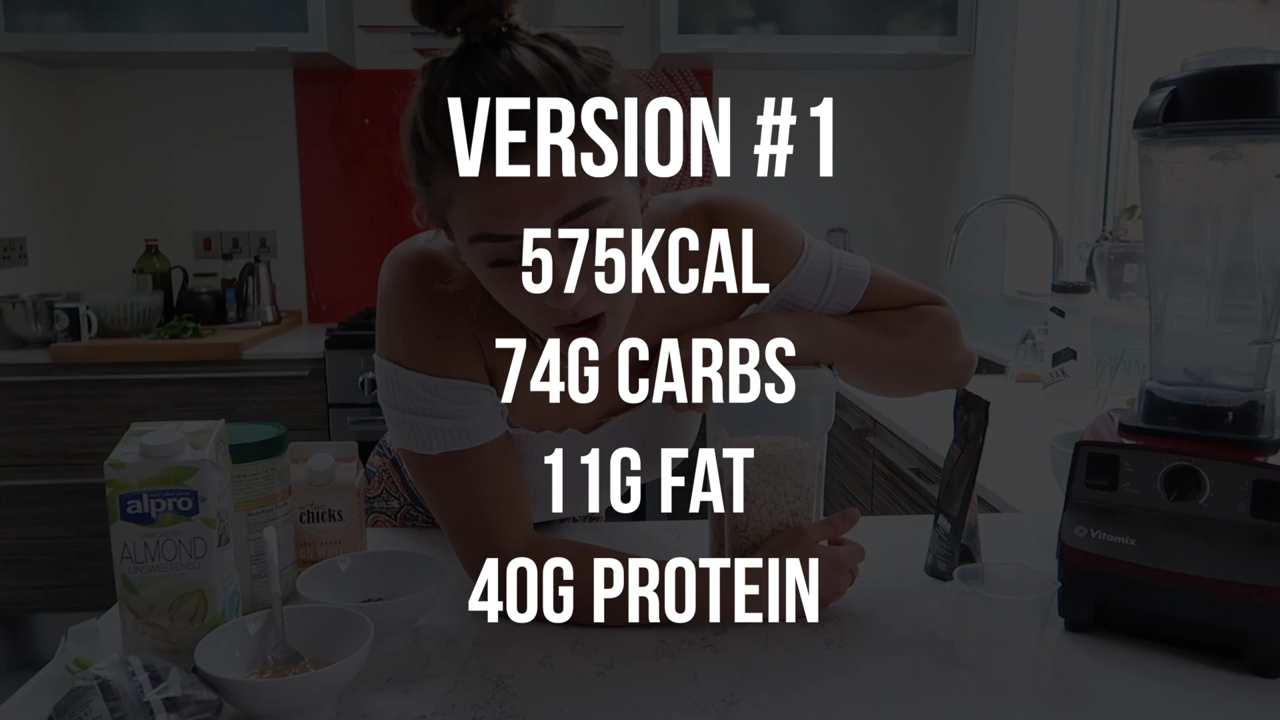 VERSION #1
575KCAL
74G CARBS
11G FAT
40G PROTEIN
alpro
ALMOND
UNSWEETENED
chicks.
Vitamix